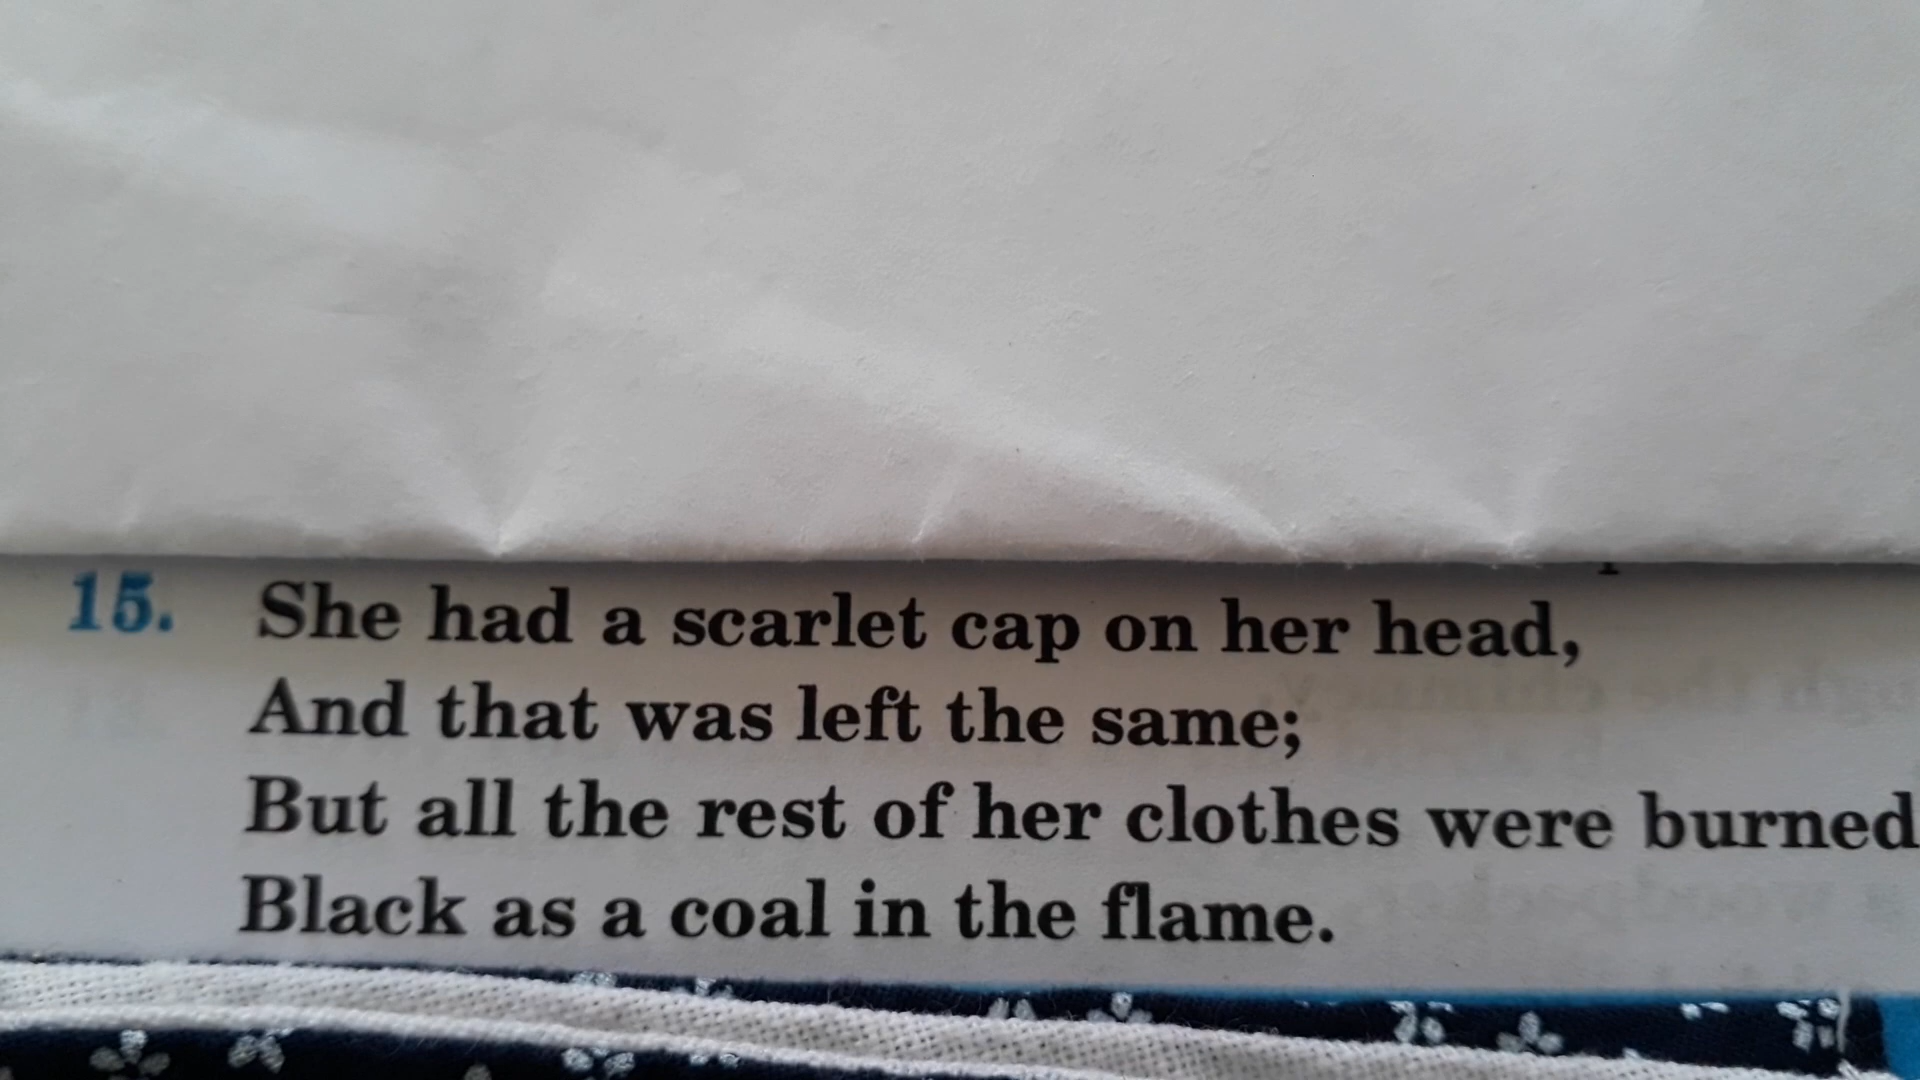 15. She had a scarlet cap on her head,
And that was left the same;
But all the rest of her clothes were burned
Black as a coal in the flame.